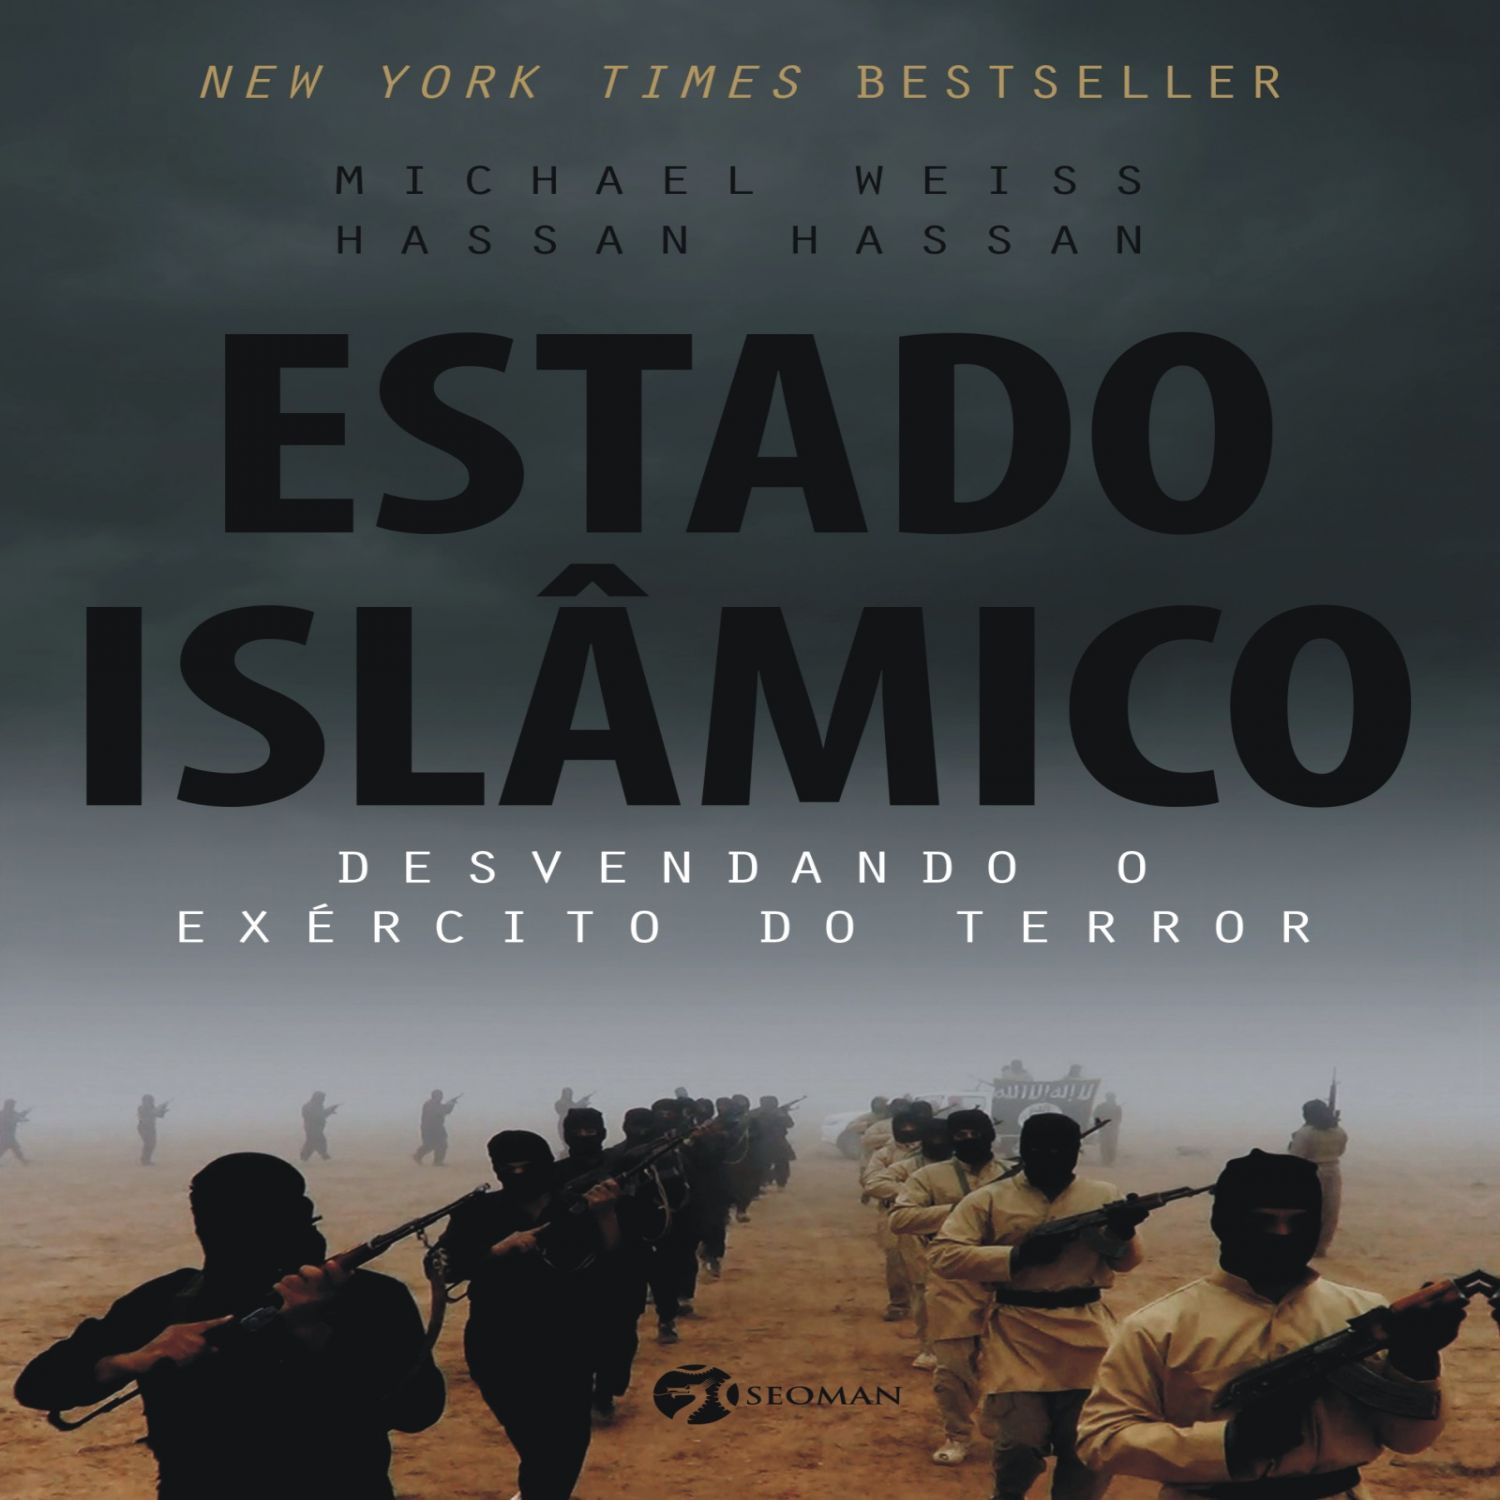 NEW YORK TIMES BESTSELLER
MICHAEL WEISS
HASSAN HASSAN
ESTADO
ISLÂMICO
DESVENDANDO O
EXÉRCITO DO TERROR
SEOMAN